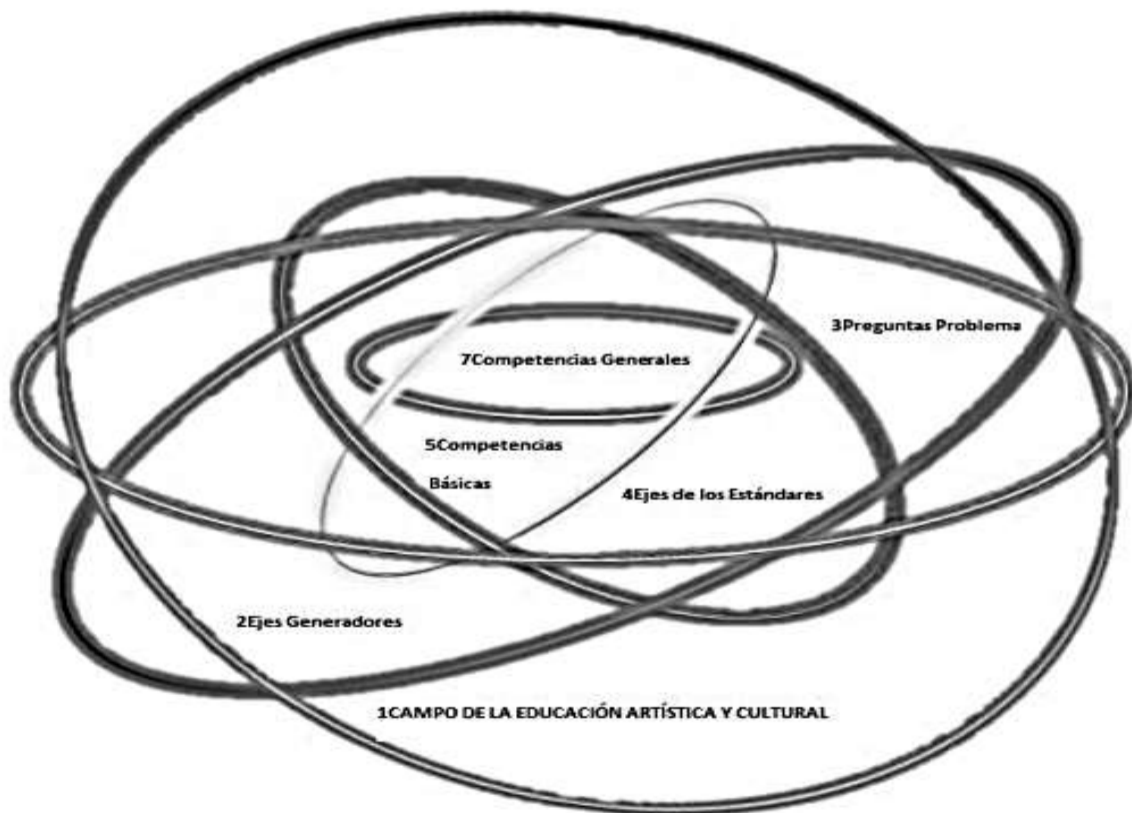 3Preguntas Problema
7Competencias Generales
5Competencias
Básicas
4Ejes de los Estándares
2Ejes Generadores
1CAMPO DE LA EDUCACIÓN ARTÍSTICA Y CULTURAL